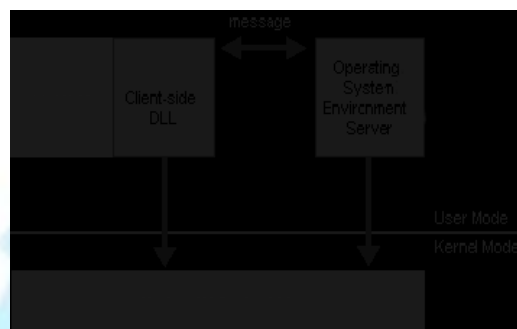 message
Client-side
DLL
Operating
System
Environment
Server
User Mode
Kernel Mode